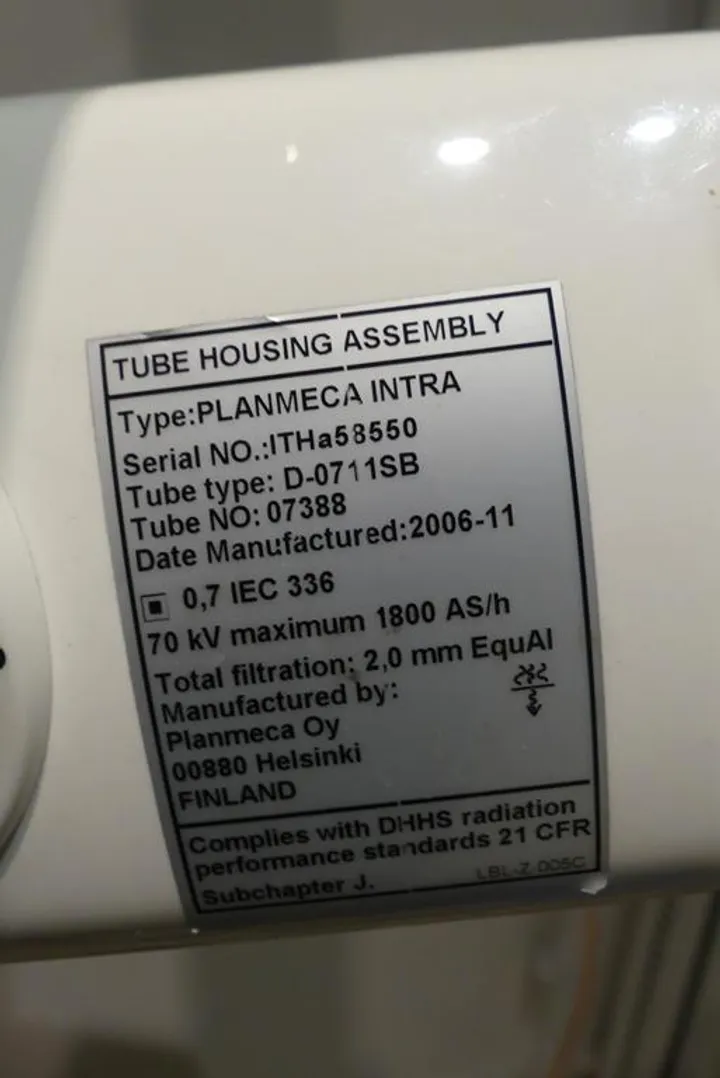 TUBE HOUSING ASSEMBLY
Type:PLANMECA INTRA
Serial NO.:ITHa58550
Tube type: D-0711SB
Tube NO: 07388
Date Manufactured:2006-11
0,7 IEC 336
70 kV maximum 1800 AS/h
Total filtration: 2,0 mm EquAl
Manufactured by:
Planmeca Oy
00880 Helsinki
FINLAND
Complies with DHHS radiation
performance standards 21 CFR
Subchapter J.
LBL-Z 005C